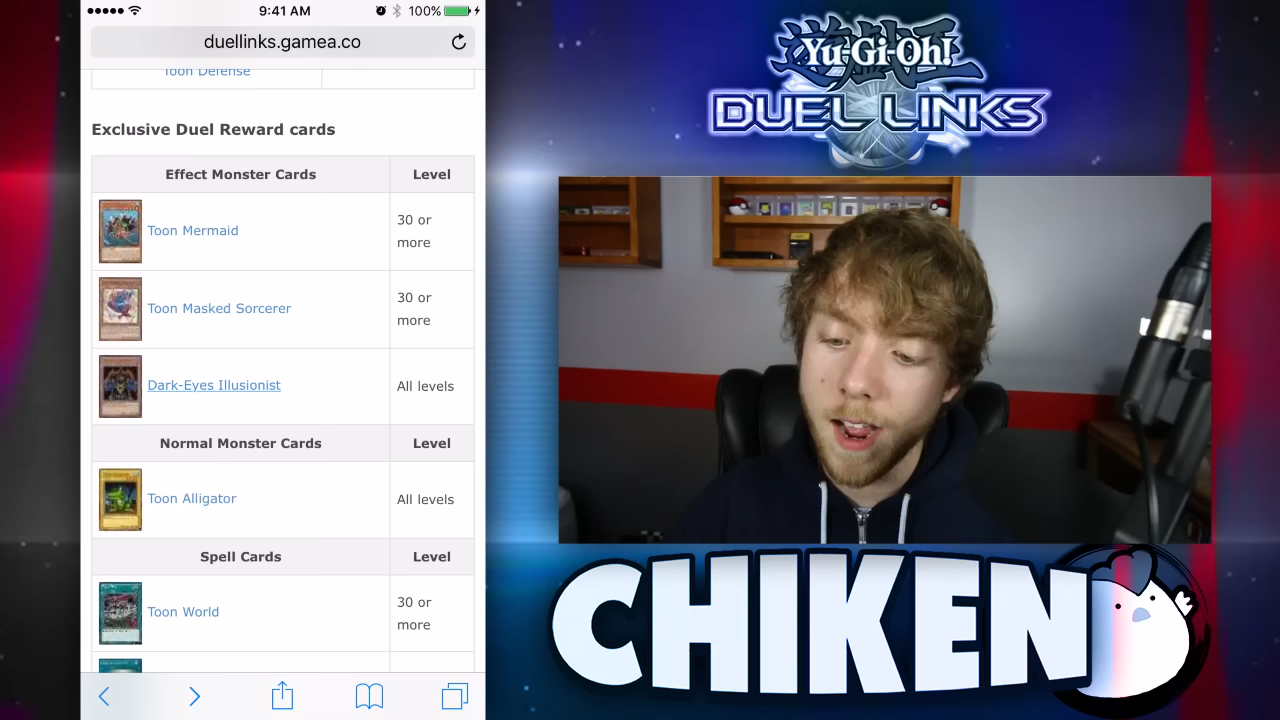 9:41 AM
100%
duellinks.gamea.co
Toon Defense
Exclusive Duel Reward cards
Effect Monster Cards Level
Toon Mermaid 30 or
more
Toon Masked Sorcerer 30 or
more
Dark-Eyes Illusionist All levels
Normal Monster Cards Level
Toon Alligator All levels
Spell Cards Level
Toon World 30 or
more
Yu-Gi-Oh!
DUEL LINKS
CHIKEN